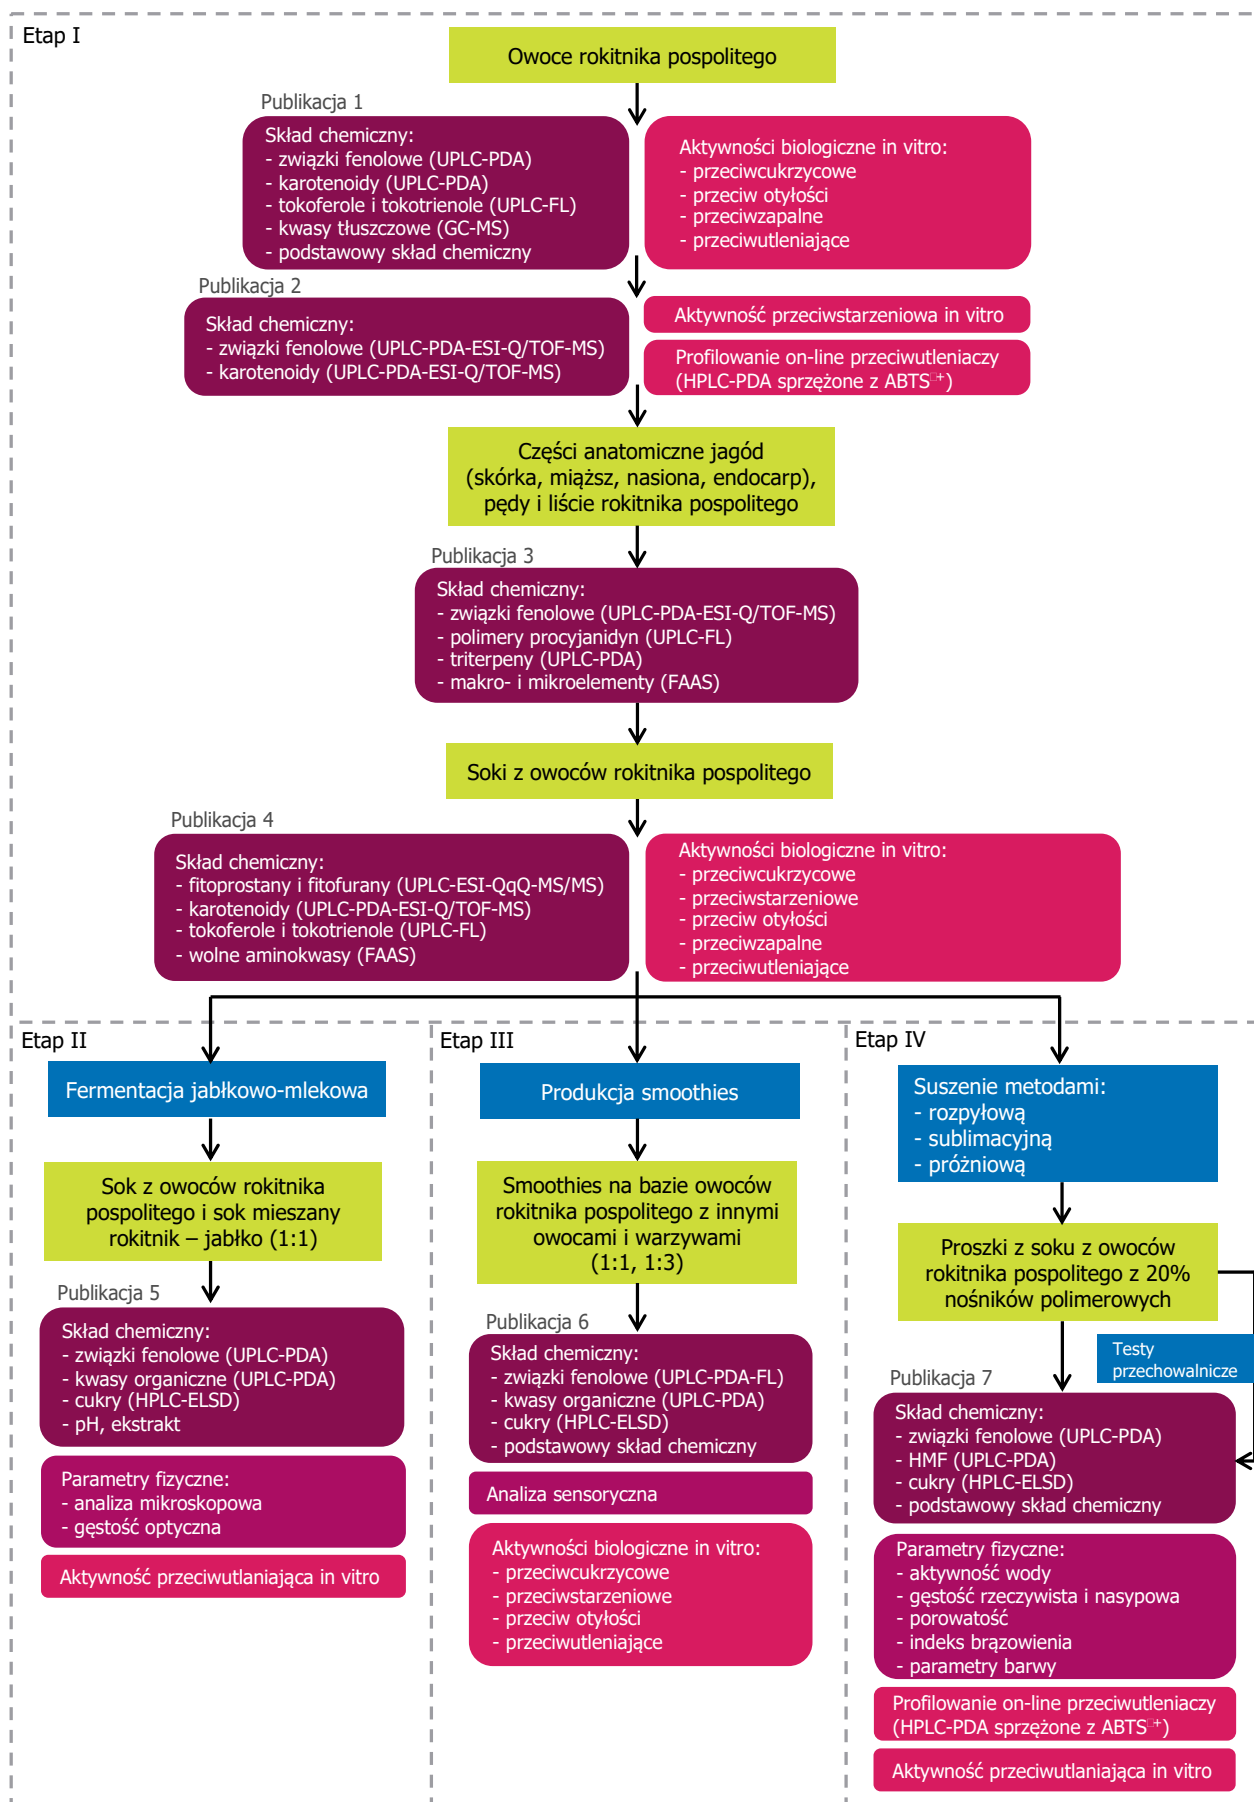 Etap I
Owoce rokitnika pospolitego
Publikacja 1
Skład chemiczny:
- związki fenolowe (UPLC-PDA)
- karotenoidy (UPLC-PDA)
- tokoferole i tokotrienole (UPLC-FL)
- kwasy tłuszczowe (GC-MS)
- podstawowy skład chemiczny
Aktywności biologiczne in vitro:
- przeciwcukrzycowe
- przeciw otyłości
- przeciwzapalne
- przeciwutleniające
Publikacja 2
Skład chemiczny:
- związki fenolowe (UPLC-PDA-ESI-Q/TOF-MS)
- karotenoidy (UPLC-PDA-ESI-Q/TOF-MS)
Aktywność przeciwstarzeniowa in vitro
Profilowanie on-line przeciwutleniaczy
(HPLC-PDA sprzężone z ABTS□+)
Części anatomiczne jagód
(skórka, miąższ, nasiona, endocarp),
pędy i liście rokitnika pospolitego
Publikacja 3
Skład chemiczny:
- związki fenolowe (UPLC-PDA-ESI-Q/TOF-MS)
- polimery procyjanidyn (UPLC-FL)
- triterpeny (UPLC-PDA)
- makro- i mikroelementy (FAAS)
Soki z owoców rokitnika pospolitego
Publikacja 4
Skład chemiczny:
- fitoprostany i fitofurany (UPLC-ESI-QqQ-MS/MS)
- karotenoidy (UPLC-PDA-ESI-Q/TOF-MS)
- tokoferole i tokotrienole (UPLC-FL)
- wolne aminokwasy (FAAS)
Aktywności biologiczne in vitro:
- przeciwcukrzycowe
- przeciwstarzeniowe
- przeciw otyłości
- przeciwzapalne
- przeciwutleniające
Etap II
Fermentacja jabłkowo-mlekowa
Sok z owoców rokitnika
pospolitego i sok mieszany
rokitnik – jabłko (1:1)
Publikacja 5
Skład chemiczny:
- związki fenolowe (UPLC-PDA)
- kwasy organiczne (UPLC-PDA)
- cukry (HPLC-ELSD)
- pH, ekstrakt
Parametry fizyczne:
- analiza mikroskopowa
- gęstość optyczna
Aktywność przeciwutlaniająca in vitro
Etap III
Produkcja smoothies
Smoothies na bazie owoców
rokitnika pospolitego z innymi
owocami i warzywami
(1:1, 1:3)
Publikacja 6
Skład chemiczny:
- związki fenolowe (UPLC-PDA-FL)
- kwasy organiczne (UPLC-PDA)
- cukry (HPLC-ELSD)
- podstawowy skład chemiczny
Analiza sensoryczna
Aktywności biologiczne in vitro:
- przeciwcukrzycowe
- przeciwstarzeniowe
- przeciw otyłości
- przeciwutleniające
Etap IV
Suszenie metodami:
- rozpyłową
- sublimacyjną
- próżniową
Proszki z soku z owoców
rokitnika pospolitego z 20%
nośników polimerowych
Testy
przechowalnicze
Publikacja 7
Skład chemiczny:
- związki fenolowe (UPLC-PDA)
- HMF (UPLC-PDA)
- cukry (HPLC-ELSD)
- podstawowy skład chemiczny
Parametry fizyczne:
- aktywność wody
- gęstość rzeczywista i nasypowa
- porowatość
- indeks brązowienia
- parametry barwy
Profilowanie on-line przeciwutleniaczy
(HPLC-PDA sprzężone z ABTS□+)
Aktywność przeciwutlaniająca in vitro